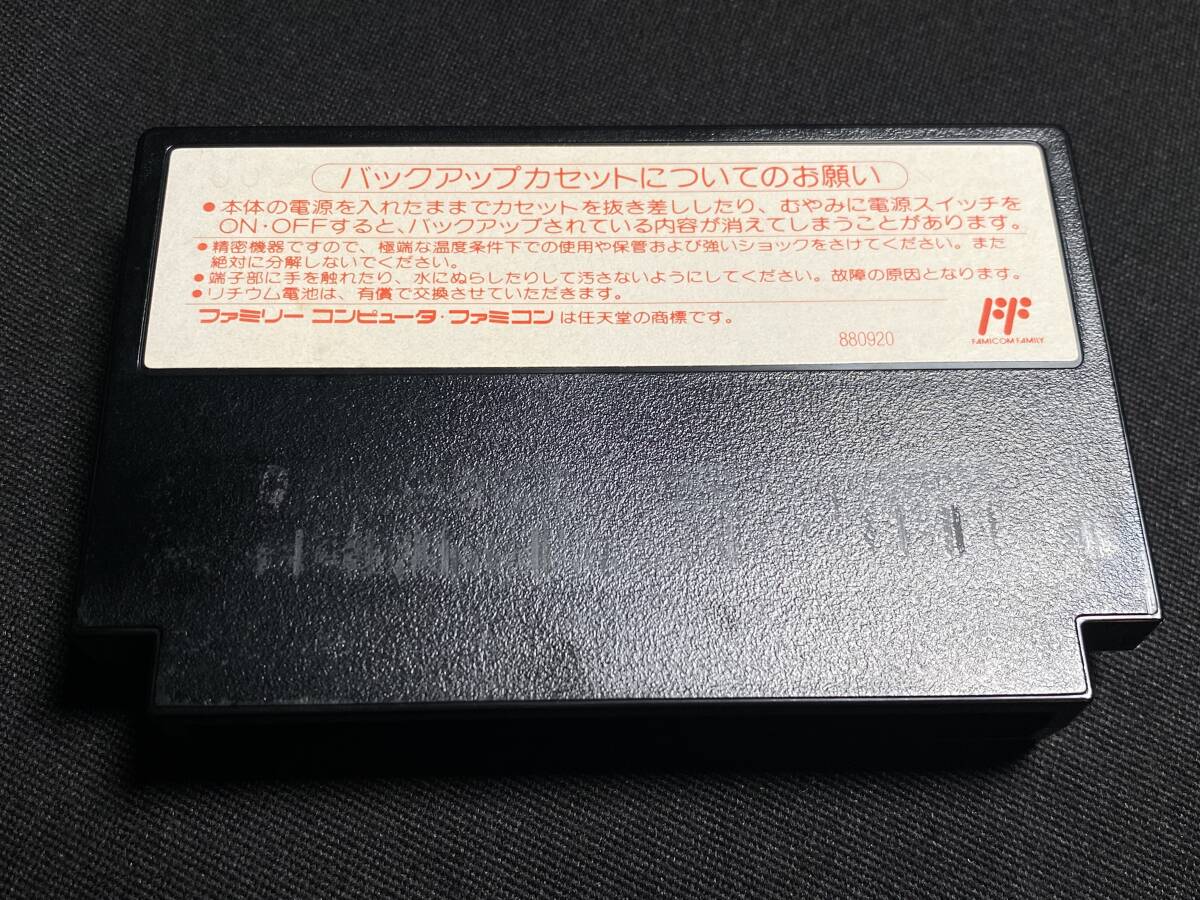 バックアップカセットについてのお願い
●本体の電源を入れたままでカセットを抜き差ししたり、むやみに電源スイッチを
ON・OFFすると、バックアップされている内容が消えてしまうことがあります。
●精密機器ですので、極端な温度条件下での使用や保管および強いショックをさけてください。また
絶対に分解しないでください。
●端子部に手を触れたり、水にぬらしたりして汚さないようにしてください。故障の原因となります。
●リチウム電池は、有償で交換させていただきます。
ファミリー コンピュータ・ファミコン は任天堂の商標です。
880920
FF
FAMICOM FAMILY